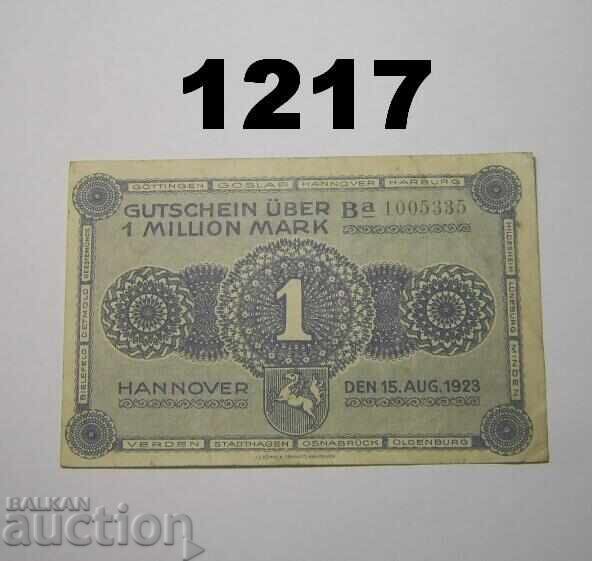 1217
GÖTTINGEN GOSLAR HANNOVER HARBURG
GUTSCHEIN ÜBER
1 MILLION MARK
Ba 1005335
BIELEFELD DETMOLD GEESTEMÜNDE
HILDESHEIM LÜNEBURG MINDEN
1
HANNOVER
DEN 15. AUG. 1923
VERDEN STADTHAGEN OSNABRÜCK OLDENBURG
BALKAN
auction